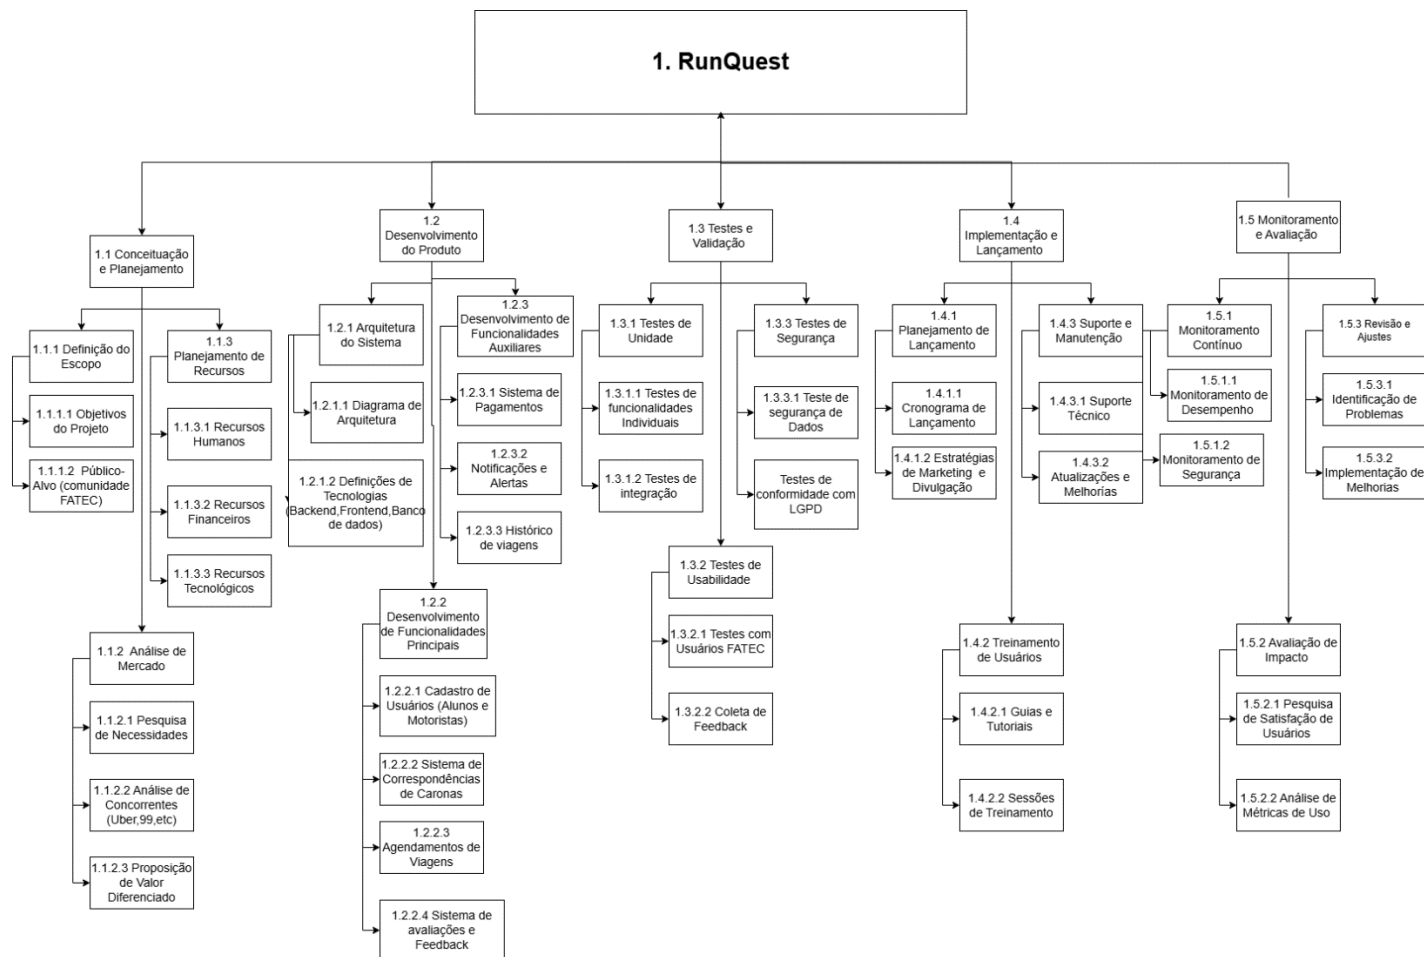 1. RunQuest
1.1 Conceituação
e Planejamento
1.1.1 Definição do
Escopo
1.1.1.1 Objetivos
do Projeto
1.1.1.2 Público-
Alvo (comunidade
FATEC)
1.1.3
Planejamento de
Recursos
1.1.3.1 Recursos
Humanos
1.1.3.2 Recursos
Financeiros
1.1.3.3 Recursos
Tecnológicos
1.1.2 Análise de
Mercado
1.1.2.1 Pesquisa
de Necessidades
1.1.2.2 Análise de
Concorrentes
(Uber,99,etc)
1.1.2.3 Proposição
de Valor
Diferenciado
1.2
Desenvolvimento
do Produto
1.2.1 Arquitetura
do Sistema
1.2.1.1 Diagrama de
Arquitetura
1.2.1.2 Definições de
Tecnologias
(Backend,Frontend,Banco
de dados)
1.2.3
Desenvolvimento de
Funcionalidades
Auxiliares
1.2.3.1 Sistema de
Pagamentos
1.2.3.2
Notificações e
Alertas
1.2.3.3 Histórico
de viagens
1.2.2
Desenvolvimento
de Funcionalidades
Principais
1.2.2.1 Cadastro de
Usuários (Alunos e
Motoristas)
1.2.2.2 Sistema de
Correspondências
de Caronas
1.2.2.3
Agendamentos de
Viagens
1.2.2.4 Sistema de
avaliações e
Feedback
1.3 Testes e
Validação
1.3.1 Testes de
Unidade
1.3.1.1 Testes de
funcionalidades
Individuais
1.3.1.2 Testes de
integração
1.3.3 Testes de
Segurança
1.3.3.1 Teste de
segurança de
Dados
Testes de
conformidade com
LGPD
1.3.2 Testes de
Usabilidade
1.3.2.1 Testes com
Usuários FATEC
1.3.2.2 Coleta de
Feedback
1.4
Implementação e
Lançamento
1.4.1
Planejamento de
Lançamento
1.4.1.1
Cronograma de
Lançamento
1.4.1.2 Estratégias
de Marketing e
Divulgação
1.4.3 Suporte e
Manutenção
1.4.3.1 Suporte
Técnico
1.4.3.2
Atualizações e
Melhorías
1.4.2 Treinamento
de Usuários
1.4.2.1 Guias e
Tutoriais
1.4.2.2 Sessões
de Treinamento
1.5 Monitoramento
e Avaliação
1.5.1
Monitoramento
Contínuo
1.5.1.1
Monitoramento de
Desempenho
1.5.1.2
Monitoramento de
Segurança
1.5.3 Revisão e
Ajustes
1.5.3.1
Identificação de
Problemas
1.5.3.2
Implementação de
Melhorias
1.5.2 Avaliação de
Impacto
1.5.2.1 Pesquisa
de Satisfação de
Usuários
1.5.2.2 Análise de
Métricas de Uso